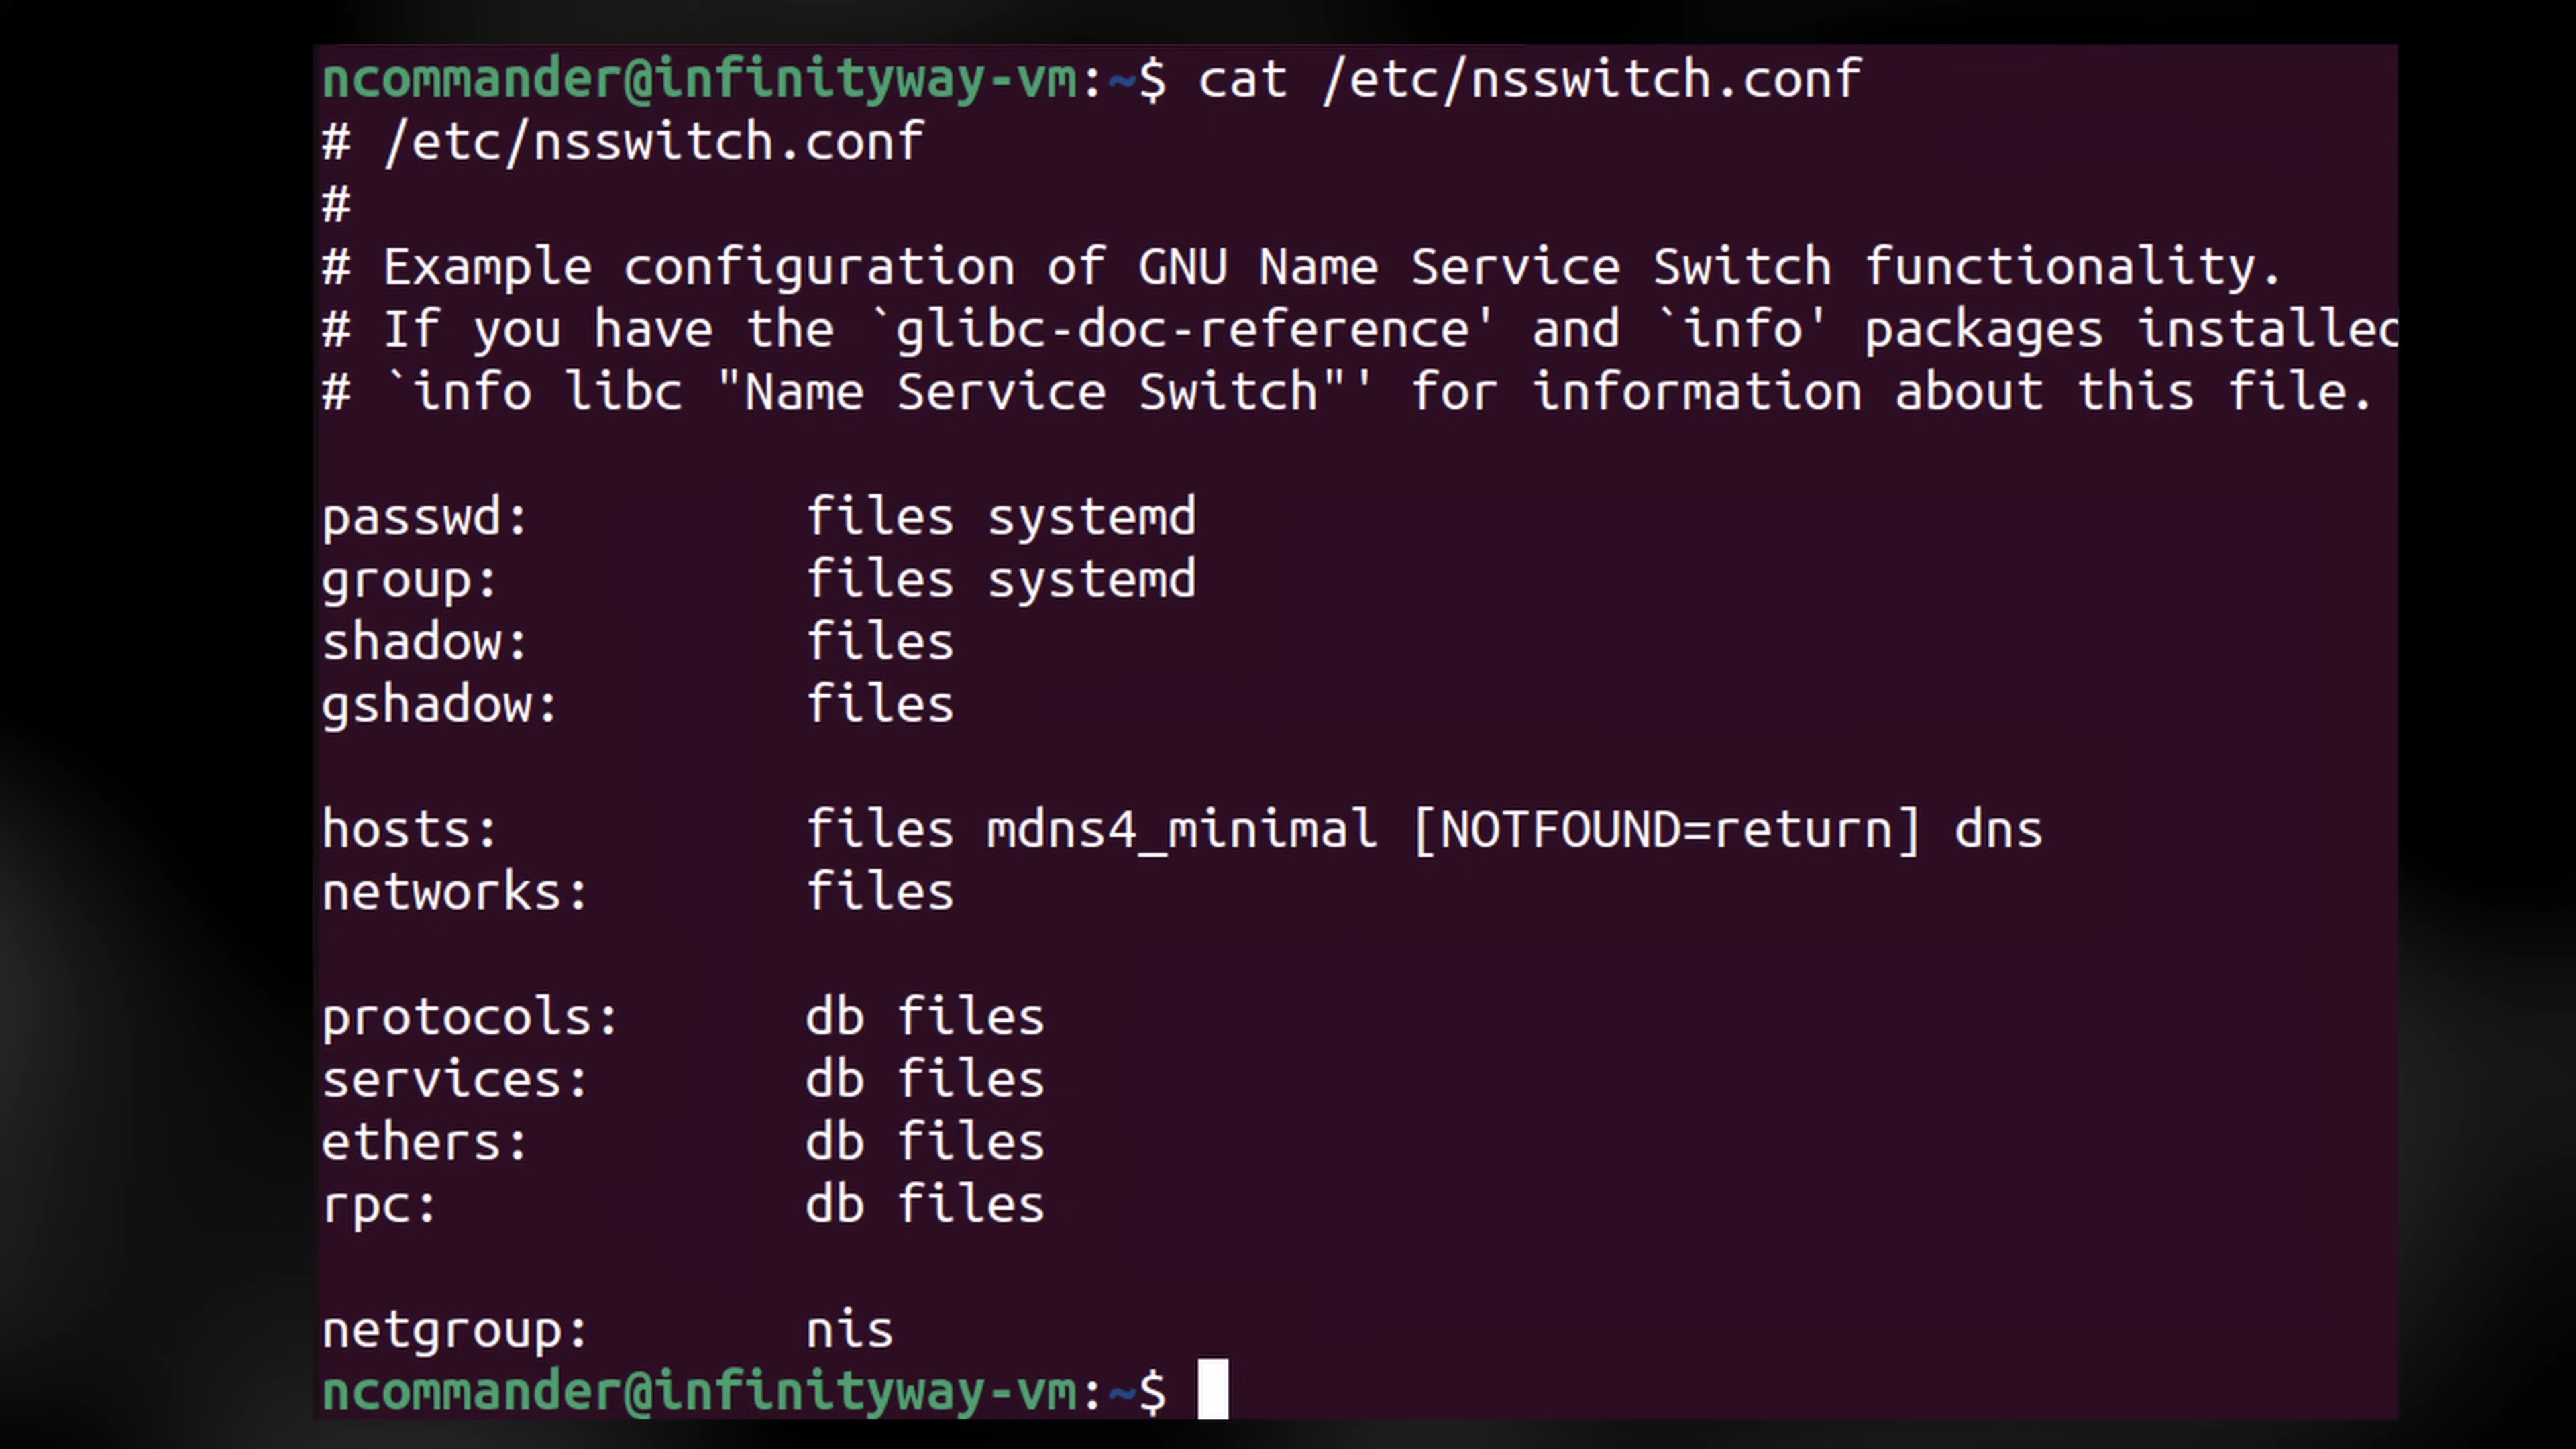 ncommander@infinityway-vm:~$ cat /etc/nsswitch.conf
# /etc/nsswitch.conf
#
# Example configuration of GNU Name Service Switch functionality.
# If you have the `glibc-doc-reference' and `info' packages installed
# `info libc "Name Service Switch"' for information about this file.
passwd: files systemd
group: files systemd
shadow: files
gshadow: files
hosts: files mdns4_minimal [NOTFOUND=return] dns
networks: files
protocols: db files
services: db files
ethers: db files
rpc: db files
netgroup: nis
ncommander@infinityway-vm:~$